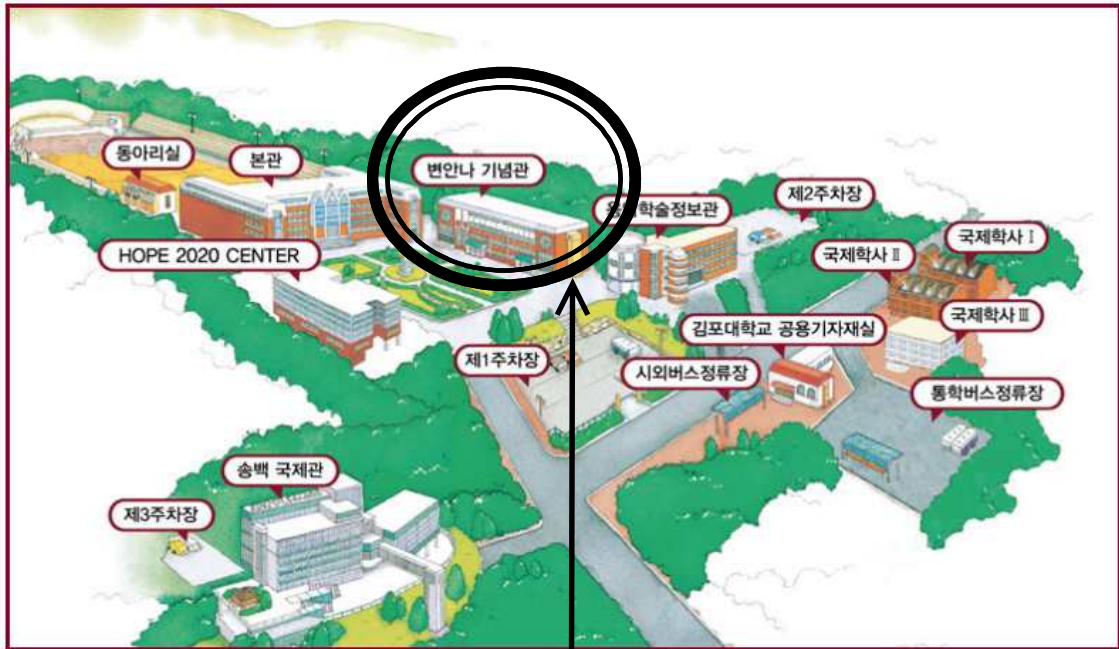 동아리실
본관
변안나 기념관
학술정보관
제2주차장
국제학사 Ⅰ
국제학사 Ⅱ
HOPE 2020 CENTER
국제학사 Ⅲ
김포대학교 공용기자재실
제1주차장
시외버스정류장
통학버스정류장
송백 국제관
제3주차장